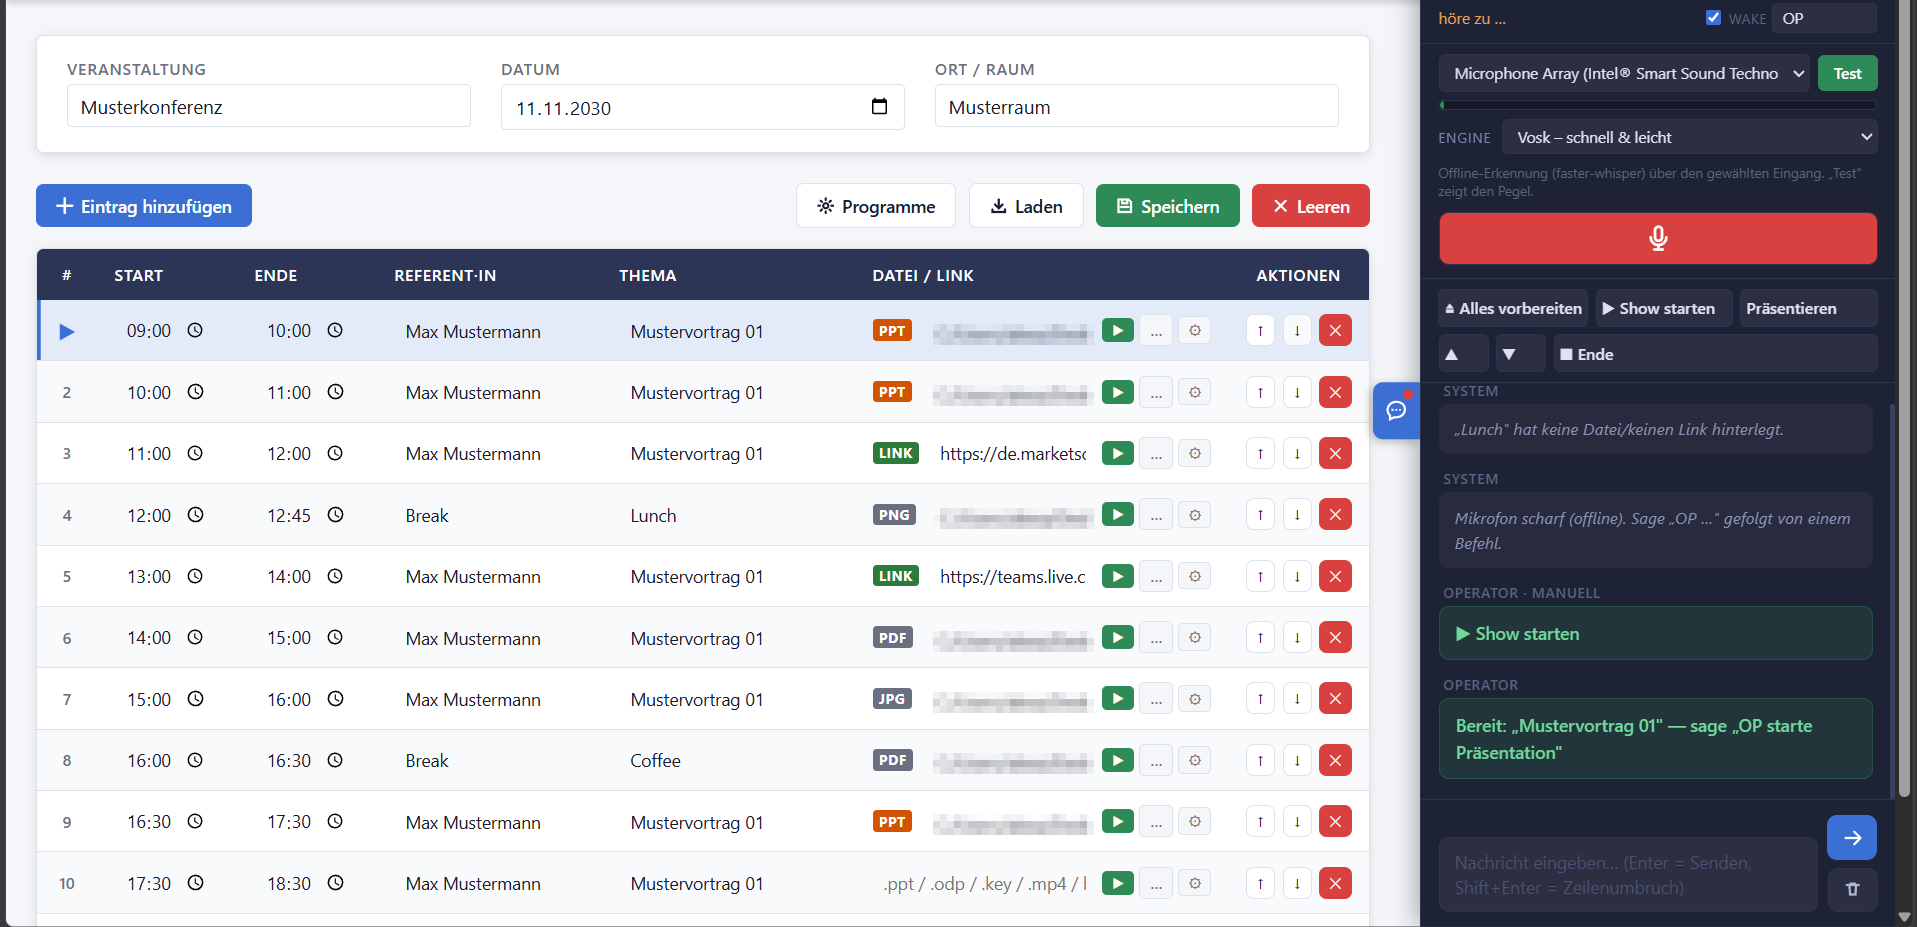 VERANSTALTUNG DATUM ORT / RAUM
Musterkonferenz 11.11.2030 Musterraum
+ Eintrag hinzufügen Programme Laden Speichern Leeren
# START ENDE REFERENT·IN THEMA DATEI / LINK AKTIONEN
09:00 10:00 Max Mustermann Mustervortrag 01 PPT ... ↑ ↓
2 10:00 11:00 Max Mustermann Mustervortrag 01 PPT ... ↑ ↓
3 11:00 12:00 Max Mustermann Mustervortrag 01 LINK https://de.marketsc ... ↑ ↓
4 12:00 12:45 Break Lunch PNG ... ↑ ↓
5 13:00 14:00 Max Mustermann Mustervortrag 01 LINK https://teams.live.c ... ↑ ↓
6 14:00 15:00 Max Mustermann Mustervortrag 01 PDF ... ↑ ↓
7 15:00 16:00 Max Mustermann Mustervortrag 01 JPG ... ↑ ↓
8 16:00 16:30 Break Coffee PDF ... ↑ ↓
9 16:30 17:30 Max Mustermann Mustervortrag 01 PPT ... ↑ ↓
10 17:30 18:30 Max Mustermann Mustervortrag 01 .ppt / .odp / .key / .mp4 / ... ↑ ↓
höre zu ... WAKE OP
Microphone Array (Intel® Smart Sound Techno Test
ENGINE Vosk – schnell & leicht
Offline-Erkennung (faster-whisper) über den gewählten Eingang. „Test"
zeigt den Pegel.
Alles vorbereiten ▶ Show starten Präsentieren
▲ ▼ ■ Ende
SYSTEM
„Lunch" hat keine Datei/keinen Link hinterlegt.
SYSTEM
Mikrofon scharf (offline). Sage „OP ..." gefolgt von einem
Befehl.
OPERATOR · MANUELL
▶ Show starten
OPERATOR
Bereit: „Mustervortrag 01" — sage „OP starte
Präsentation"
Nachricht eingeben... (Enter = Senden,
Shift+Enter = Zeilenumbruch)